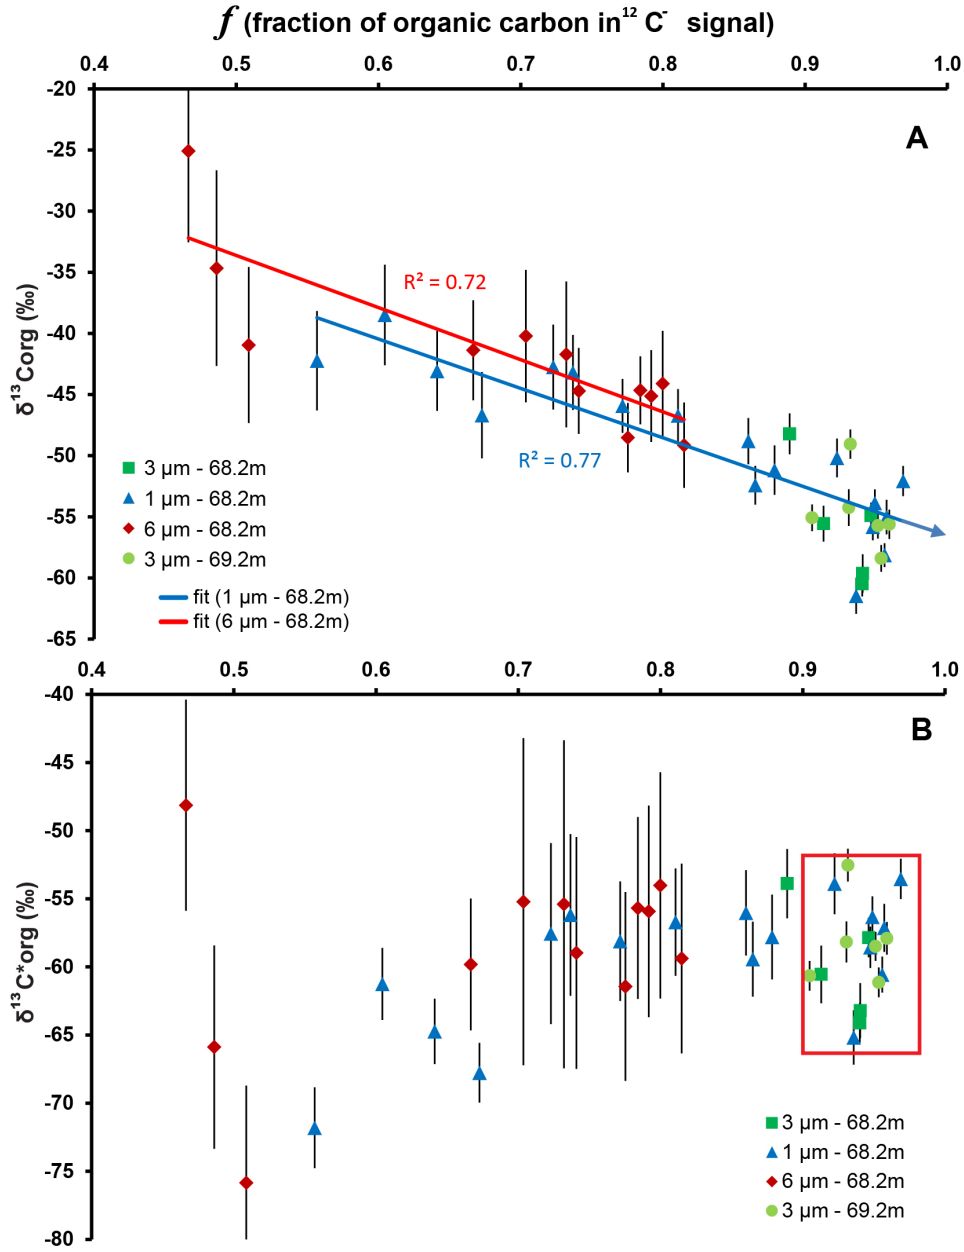 f (fraction of organic carbon in ¹² C⁻ signal)
0.4 0.5 0.6 0.7 0.8 0.9 1.0
-20
A
-25
-30
-35
R² = 0.72
-40
δ¹³Corg (‰)
-45
-50
R² = 0.77
3 µm - 68.2m
1 µm - 68.2m
-55
6 µm - 68.2m
3 µm - 69.2m
-60
fit (1 µm - 68.2m)
fit (6 µm - 68.2m)
-65
0.4 0.5 0.6 0.7 0.8 0.9 1.0
-40
B
-45
-50
-55
-60
δ¹³C*org (‰)
-65
-70
-75
-80
3 µm - 68.2m
1 µm - 68.2m
6 µm - 68.2m
3 µm - 69.2m